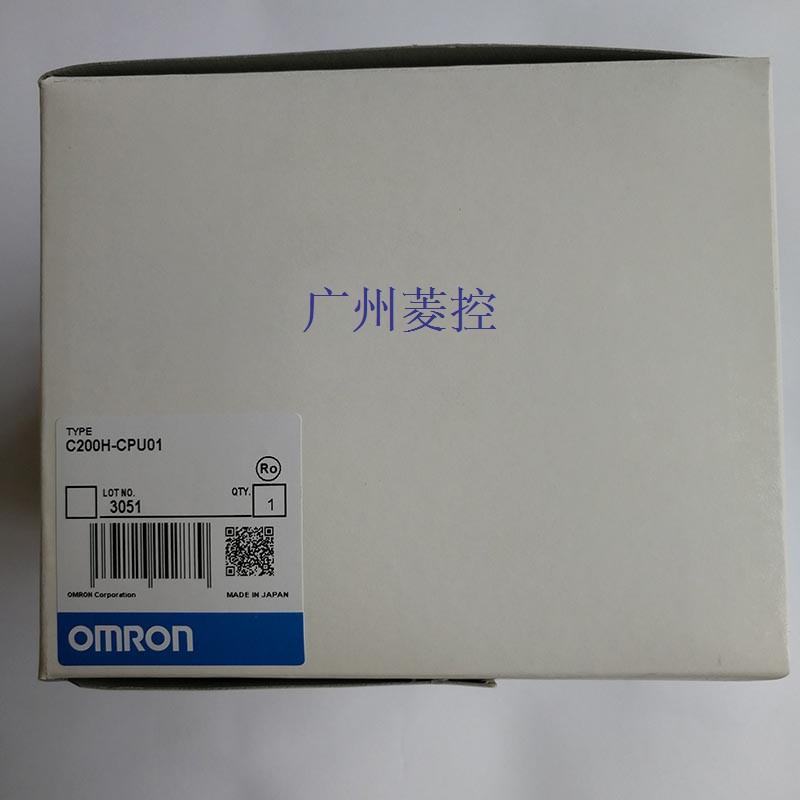 广州菱控
TYPE
C200H-CPU01
Ro
LOT NO.
QTY.
3051
1
OMRON Corporation
MADE IN JAPAN
OMRON